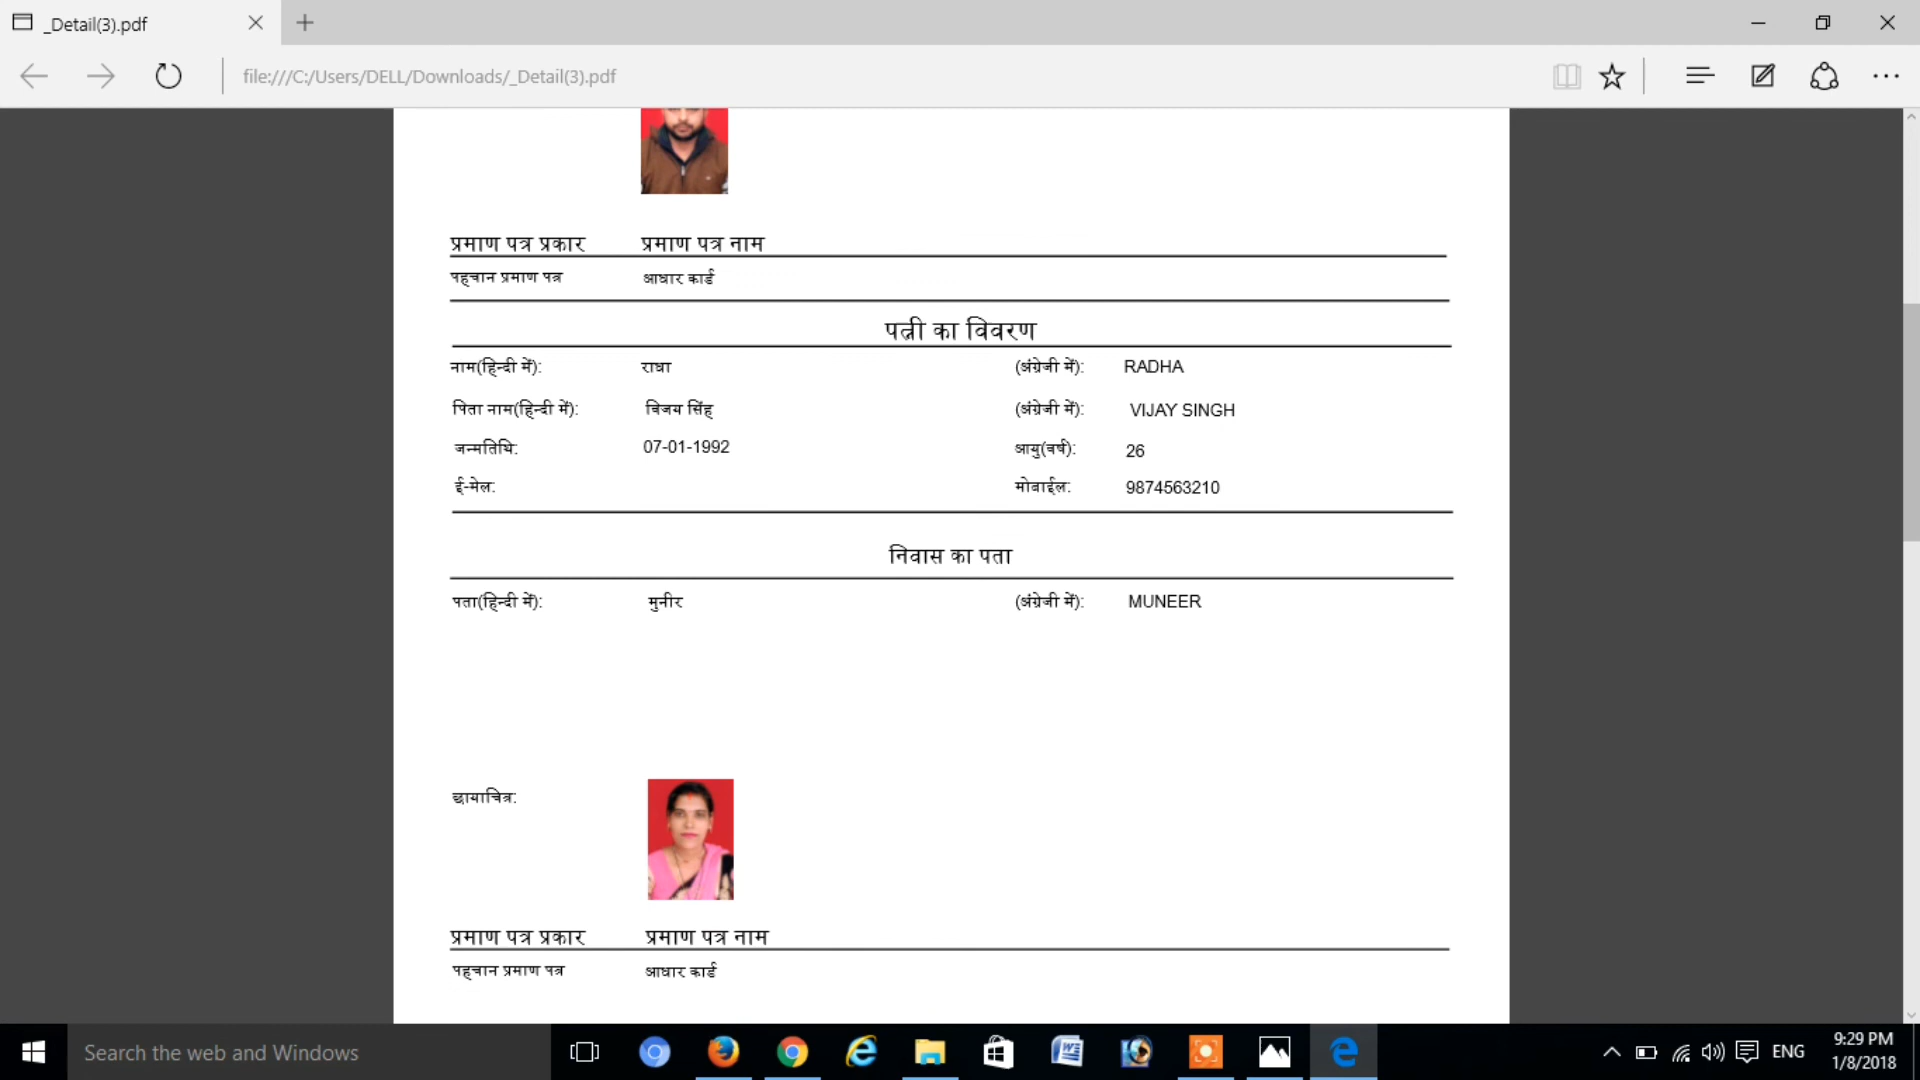 _Detail(3).pdf
file:///C:/Users/DELL/Downloads/_Detail(3).pdf
प्रमाण पत्र प्रकार प्रमाण पत्र नाम
पहचान प्रमाण पत्र आधार कार्ड
पत्नी का विवरण
नाम(हिन्दी में): राधा (अंग्रेजी में): RADHA
पिता नाम(हिन्दी में): विजय सिंह (अंग्रेजी में): VIJAY SINGH
जन्मतिथि: 07-01-1992 आयु(वर्ष): 26
ई-मेल: मोबाईल: 9874563210
निवास का पता
पता(हिन्दी में): मुनीर (अंग्रेजी में): MUNEER
छायाचित्र:
प्रमाण पत्र प्रकार प्रमाण पत्र नाम
पहचान प्रमाण पत्र आधार कार्ड
Search the web and Windows ENG 9:29 PM
1/8/2018